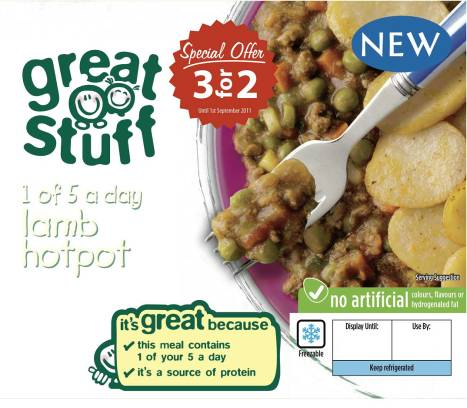 great
stuff
Special Offer
3 for 2
Until 1st September 2011
NEW
1 of 5 a day
lamb
hotpot
Serving Suggestion
no artificial colours, flavours or
hydrogenated fat
it's great because
✓ this meal contains
1 of your 5 a day
✓ it's a source of protein
Freezable
Display Until:
Use By:
Keep refrigerated